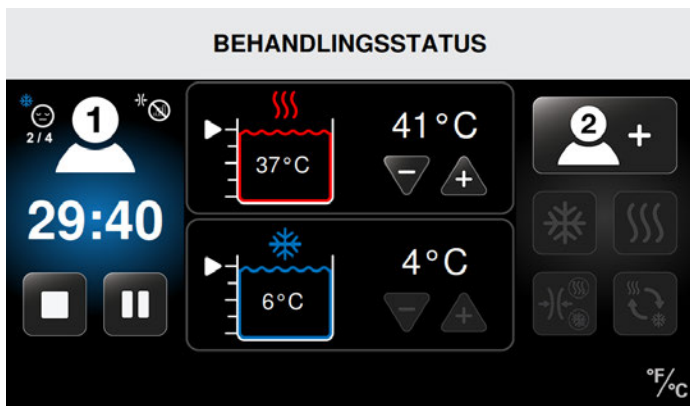 BEHANDLINGSSTATUS
1
2/4
29:40
41°C
37°C
4°C
6°C
2 +
°F/°C